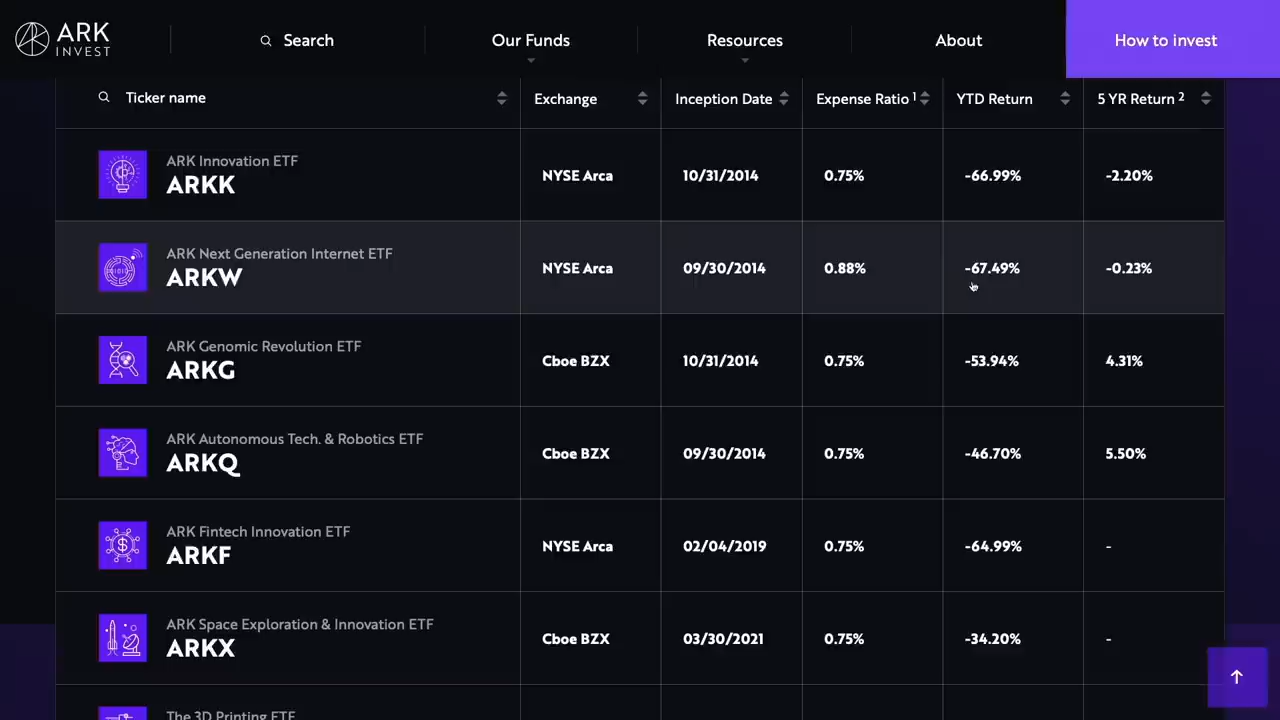 ARK
INVEST
Search
Our Funds
Resources
About
How to invest
Ticker name
Exchange
Inception Date
Expense Ratio 1
YTD Return
5 YR Return 2
ARK Innovation ETF
ARKK
NYSE Arca
10/31/2014
0.75%
-66.99%
-2.20%
ARK Next Generation Internet ETF
ARKW
NYSE Arca
09/30/2014
0.88%
-67.49%
-0.23%
ARK Genomic Revolution ETF
ARKG
Cboe BZX
10/31/2014
0.75%
-53.94%
4.31%
ARK Autonomous Tech. & Robotics ETF
ARKQ
Cboe BZX
09/30/2014
0.75%
-46.70%
5.50%
ARK Fintech Innovation ETF
ARKF
NYSE Arca
02/04/2019
0.75%
-64.99%
-
ARK Space Exploration & Innovation ETF
ARKX
Cboe BZX
03/30/2021
0.75%
-34.20%
-
The 3D Printing ETF